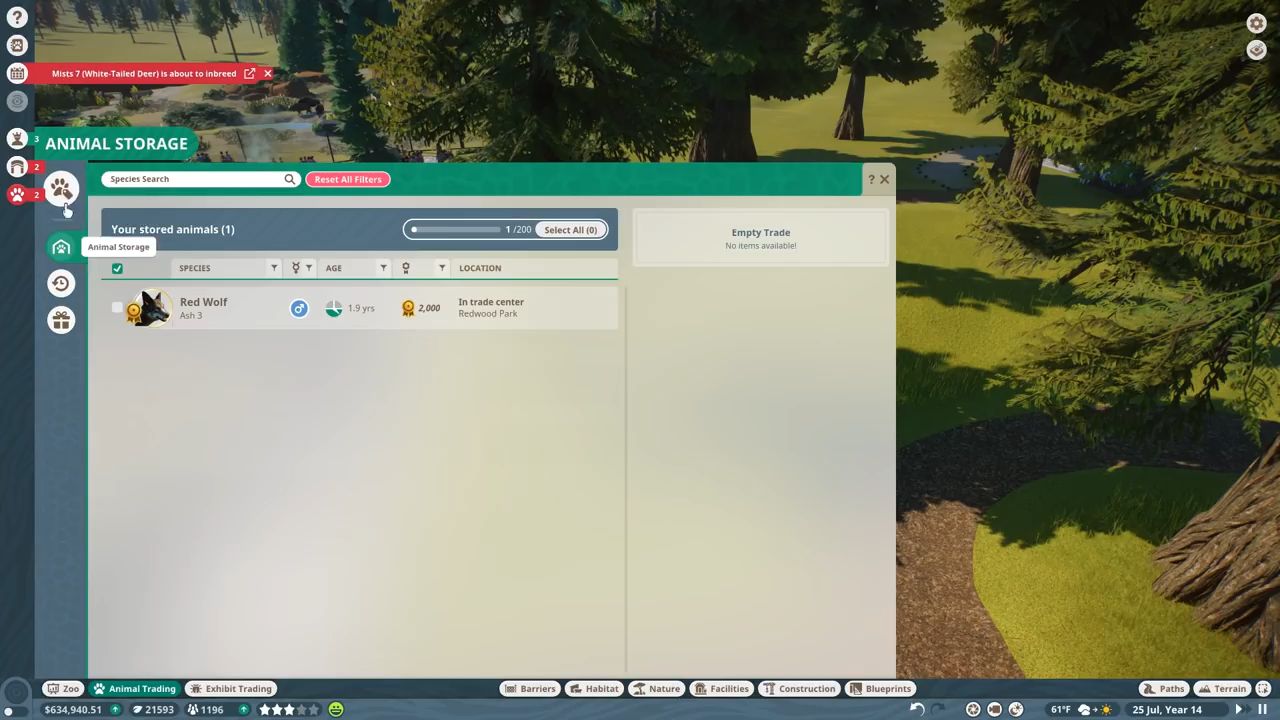 ?
Mists 7 (White-Tailed Deer) is about to inbreed
3
ANIMAL STORAGE
2
2
Species Search
Reset All Filters
?
Your stored animals (1)
1 /200
Select All (0)
Empty Trade
No items available!
Animal Storage
SPECIES
AGE
LOCATION
Red Wolf
Ash 3
1.9 yrs
2,000
In trade center
Redwood Park
Zoo
Animal Trading
Exhibit Trading
Barriers
Habitat
Nature
Facilities
Construction
Blueprints
Paths
Terrain
$634,940.51
21593
1196
61°F
25 Jul, Year 14